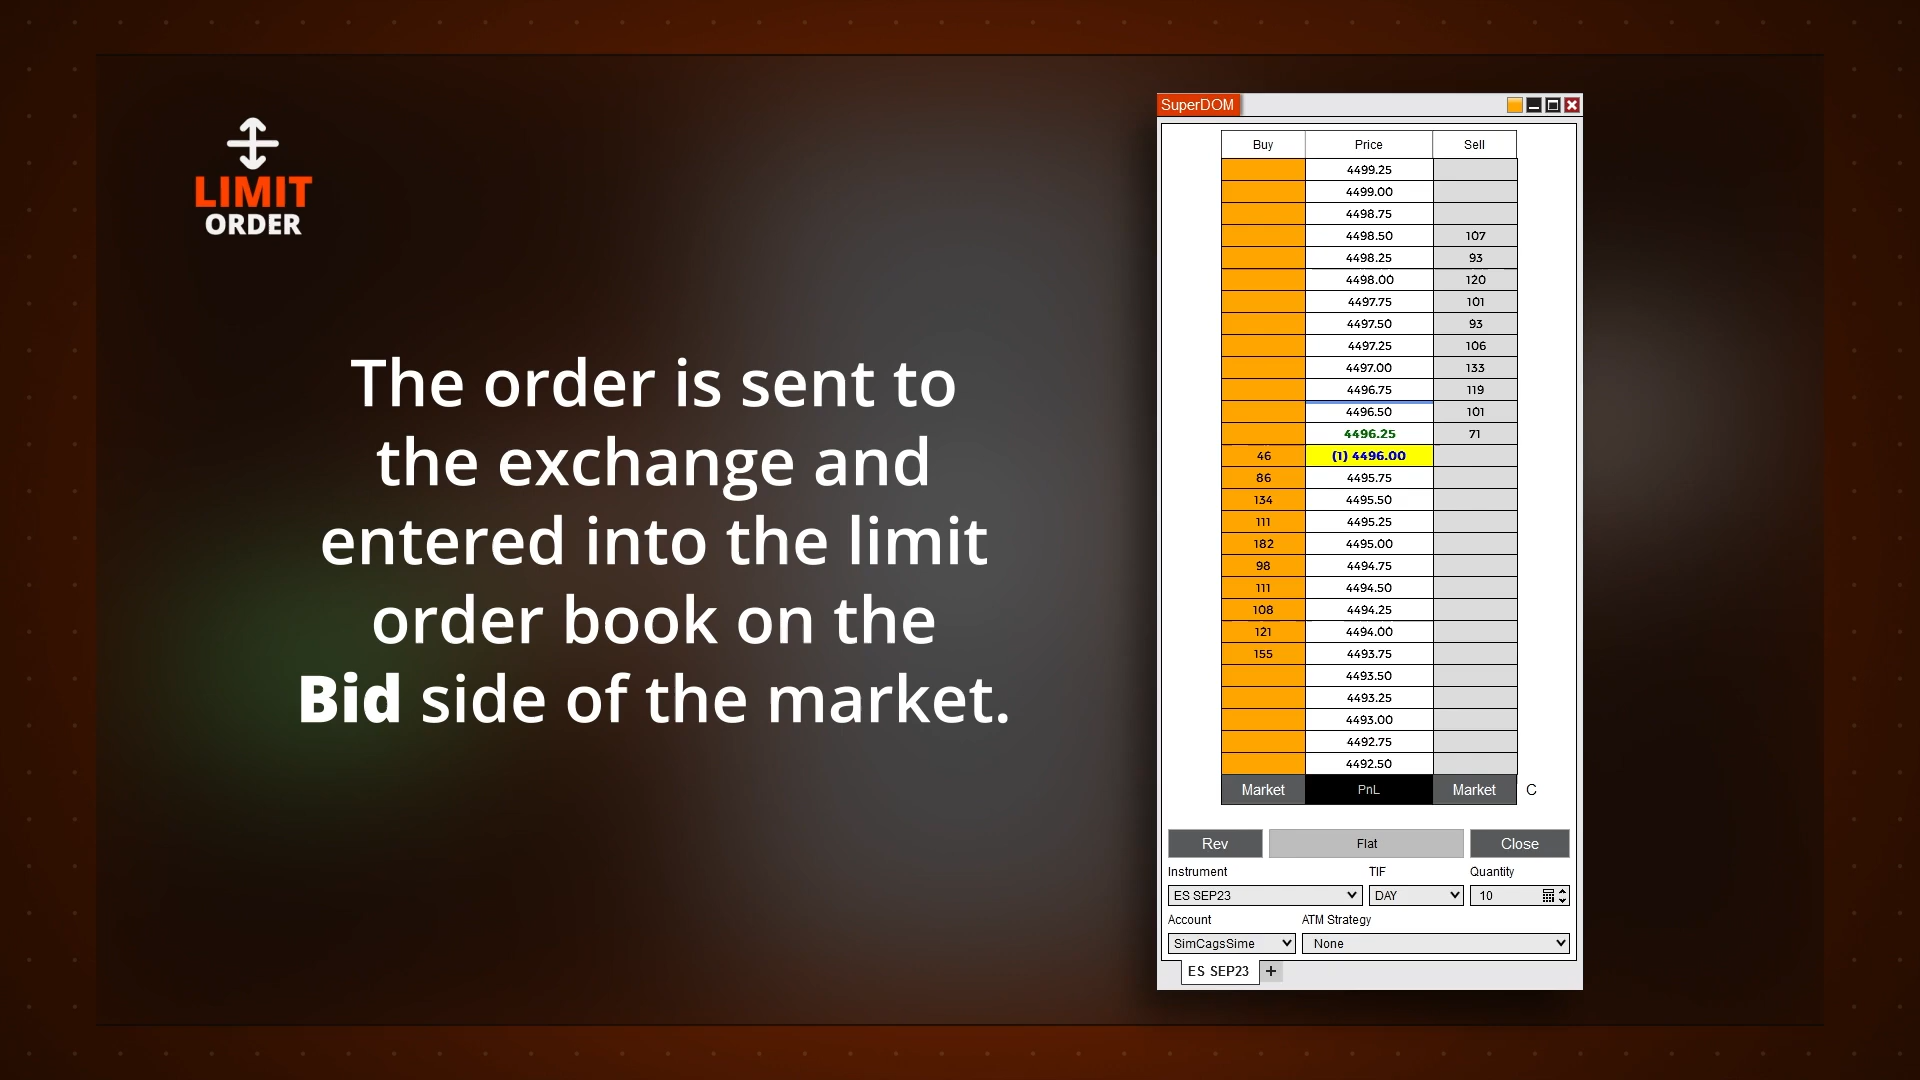 LIMIT
ORDER
The order is sent to
the exchange and
entered into the limit
order book on the
Bid side of the market.
SuperDOM
Buy Price Sell
4499.25
4499.00
4498.75
4498.50 107
4498.25 93
4498.00 120
4497.75 101
4497.50 93
4497.25 106
4497.00 133
4496.75 119
4496.50 101
4496.25 71
46 (1) 4496.00
86 4495.75
134 4495.50
111 4495.25
182 4495.00
98 4494.75
111 4494.50
108 4494.25
121 4494.00
155 4493.75
4493.50
4493.25
4493.00
4492.75
4492.50
Market PnL Market C
Rev Flat Close
Instrument TIF Quantity
ES SEP23 DAY 10
Account ATM Strategy
SimCagsSime None
ES SEP23 +